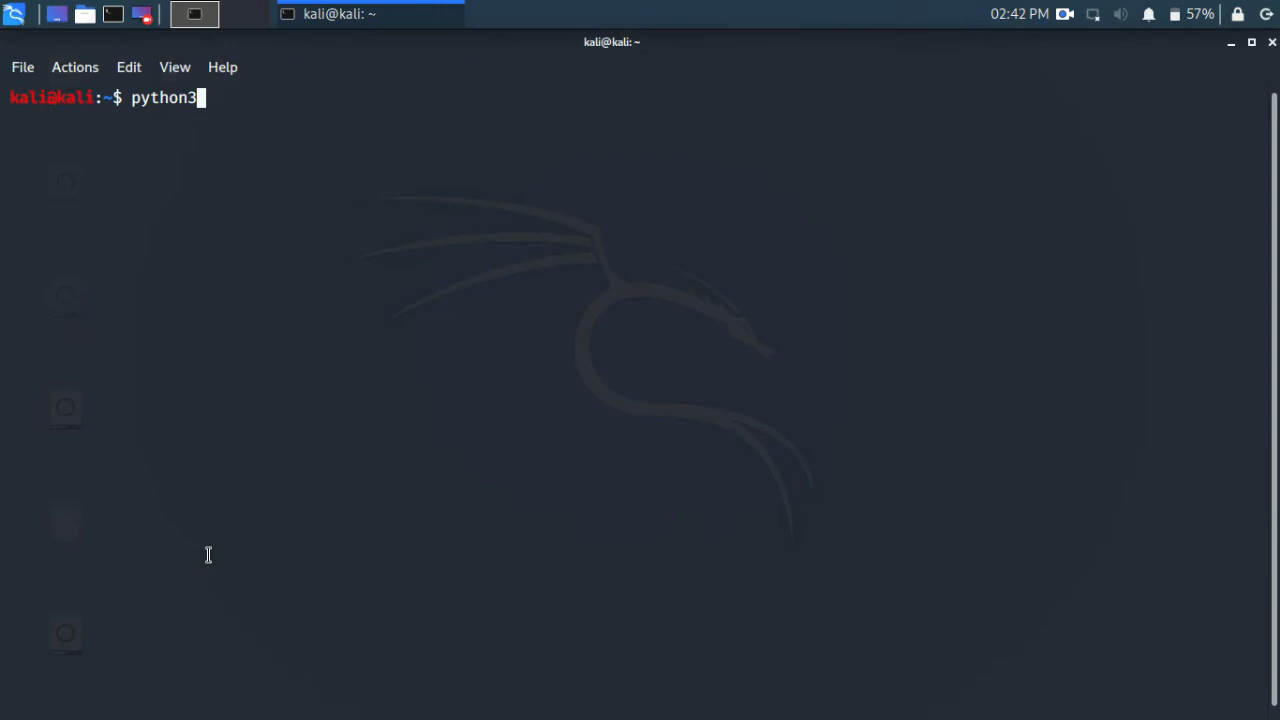 kali@kali: ~
02:42 PM
57%
kali@kali: ~
File Actions Edit View Help
kali@kali:~$ python3